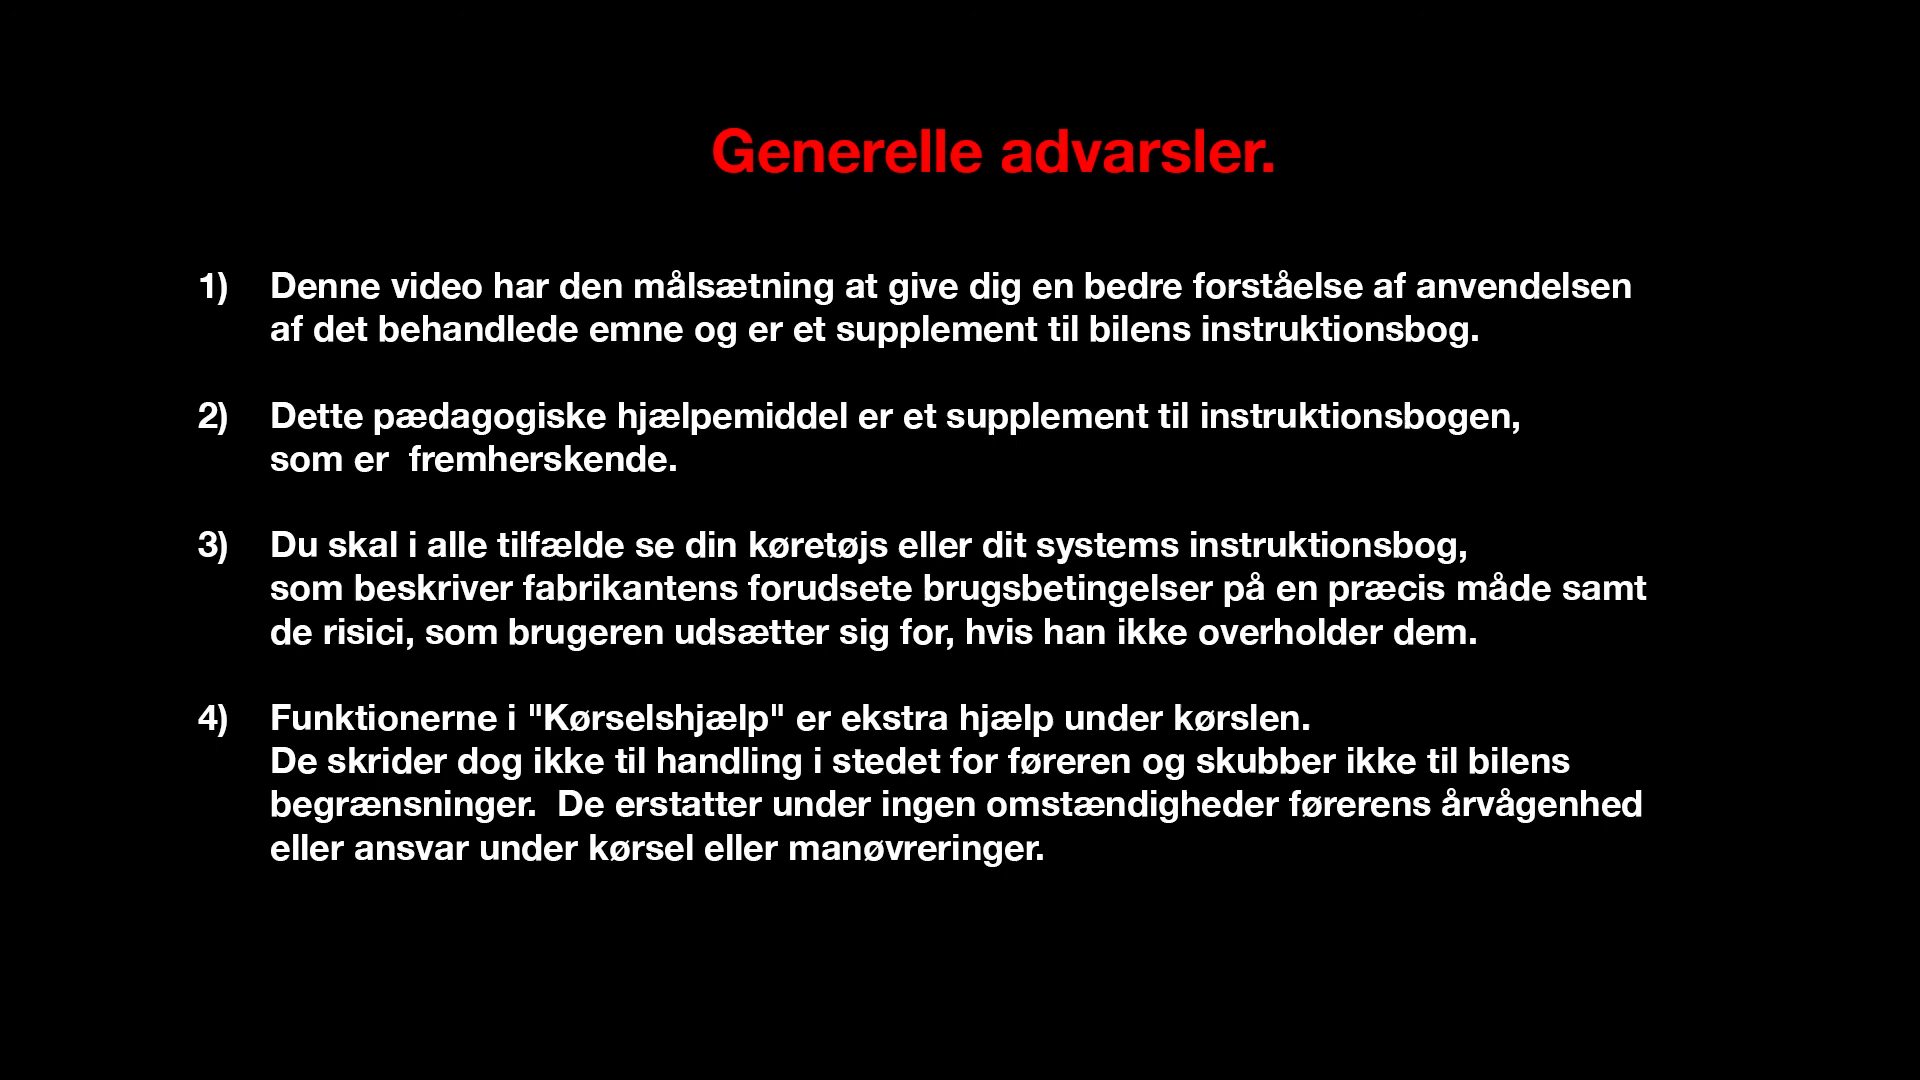 Generelle advarsler.
1) Denne video har den målsætning at give dig en bedre forståelse af anvendelsen
af det behandlede emne og er et supplement til bilens instruktionsbog.
2) Dette pædagogiske hjælpemiddel er et supplement til instruktionsbogen,
som er  fremherskende.
3) Du skal i alle tilfælde se din køretøjs eller dit systems instruktionsbog,
som beskriver fabrikantens forudsete brugsbetingelser på en præcis måde samt
de risici, som brugeren udsætter sig for, hvis han ikke overholder dem.
4) Funktionerne i "Kørselshjælp" er ekstra hjælp under kørslen.
De skrider dog ikke til handling i stedet for føreren og skubber ikke til bilens
begrænsninger.  De erstatter under ingen omstændigheder førerens årvågenhed
eller ansvar under kørsel eller manøvreringer.